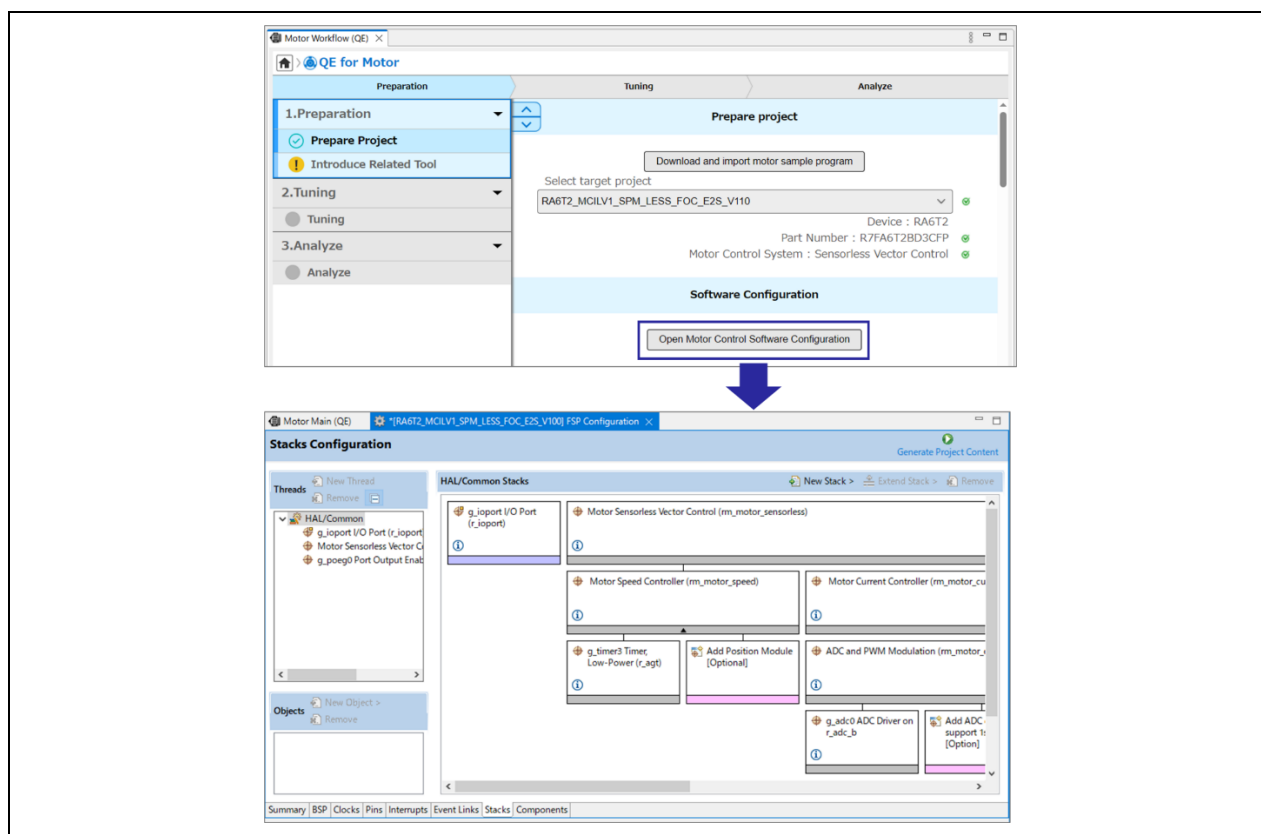 Motor Workflow (QE)
QE for Motor
Preparation
Tuning
Analyze
1.Preparation
Prepare Project
Introduce Related Tool
2.Tuning
Tuning
3.Analyze
Analyze
Prepare project
Download and import motor sample program
Select target project
RA6T2_MCILV1_SPM_LESS_FOC_E2S_V110
Device : RA6T2
Part Number : R7FA6T2BD3CFP
Motor Control System : Sensorless Vector Control
Software Configuration
Open Motor Control Software Configuration
Motor Main (QE)
*[RA6T2_MCILV1_SPM_LESS_FOC_E2S_V100] FSP Configuration
Stacks Configuration
Generate Project Content
Threads
New Thread
Remove
HAL/Common
g_ioport I/O Port (r_ioport
Motor Sensorless Vector C
g_poeg0 Port Output Enab
Objects
New Object >
Remove
HAL/Common Stacks
New Stack >
Extend Stack >
Remove
g_ioport I/O Port
(r_ioport)
Motor Sensorless Vector Control (rm_motor_sensorless)
Motor Speed Controller (rm_motor_speed)
Motor Current Controller (rm_motor_cu
g_timer3 Timer,
Low-Power (r_agt)
Add Position Module
[Optional]
ADC and PWM Modulation (rm_motor_
g_adc0 ADC Driver on
r_adc_b
Add ADC
support 1
[Option]
Summary
BSP
Clocks
Pins
Interrupts
Event Links
Stacks
Components